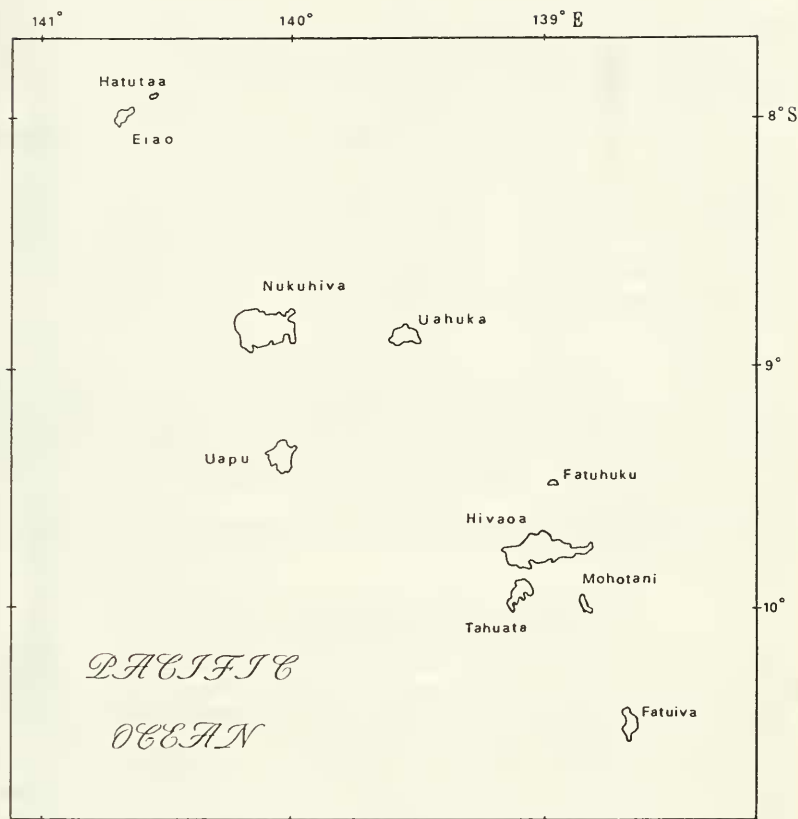 141° 140° 139° E
Hatutaa
8° S
Eiao
Nukuhiva
Uahuka
9°
Uapu
Fatuhuku
Hivaoa
Mohotani
10°
Tahuata
PACIFIC
Fatuiva
OCEAN